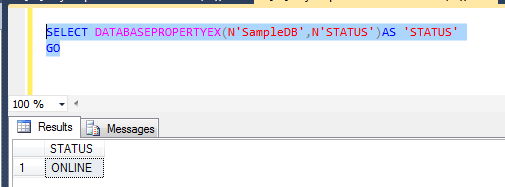 SELECT DATABASEPROPERTYEX(N'SampleDB',N'STATUS')AS 'STATUS'
GO
100 %
Results Messages
STATUS
1 ONLINE